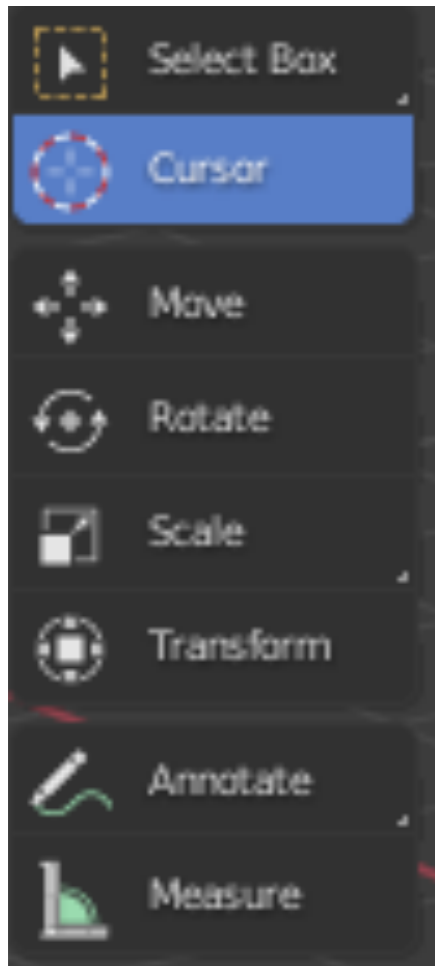 Select Box
Cursor
Move
Rotate
Scale
Transform
Annotate
Measure